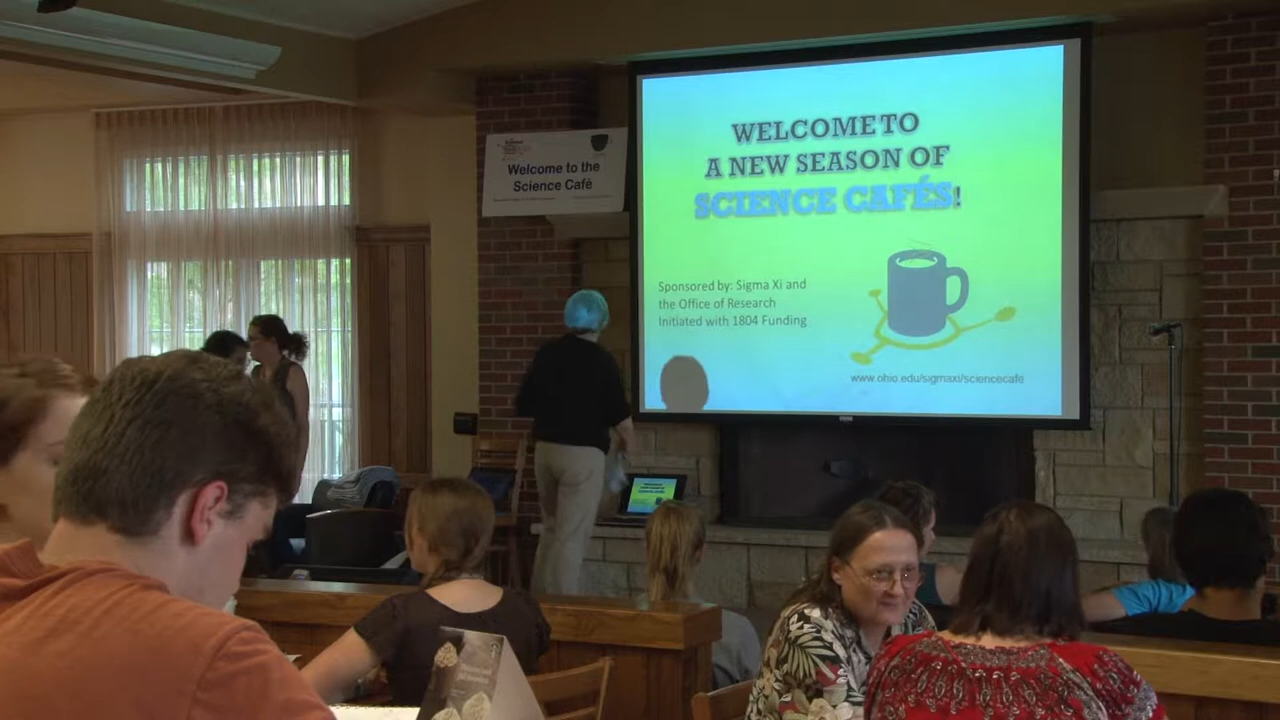 Welcome to the
Science Cafè
WELCOME TO
A NEW SEASON OF
SCIENCE CAFÉS!
Sponsored by: Sigma Xi and
the Office of Research
Initiated with 1804 Funding
www.ohio.edu/sigmaxi/sciencecafe